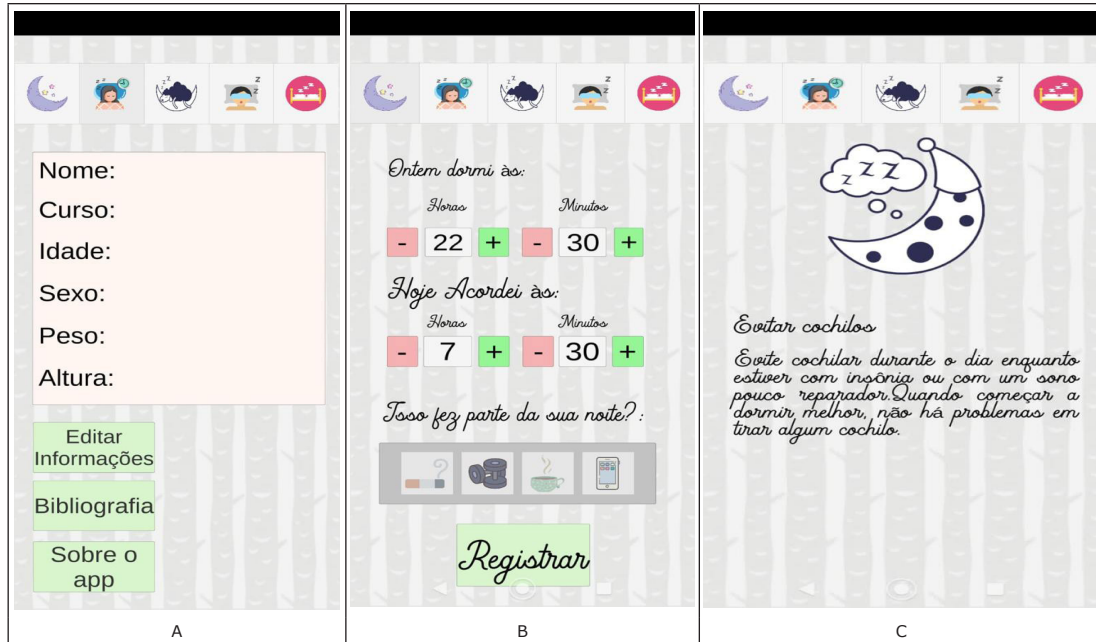 Nome:
Curso:
Idade:
Sexo:
Peso:
Altura:
Editar
Informações
Bibliografia
Sobre o
app
A
Ontem dormi às:
Horas Minutos
- 22 + - 30 +
Hoje Acordei às:
Horas Minutos
- 7 + - 30 +
Isso fez parte da sua noite? :
Registrar
B
zzz
Evitar cochilos
Evite cochilar durante o dia enquanto
estiver com insônia ou com um sono
pouco reparador.Quando começar a
dormir melhor, não há problemas em
tirar algum cochilo.
C